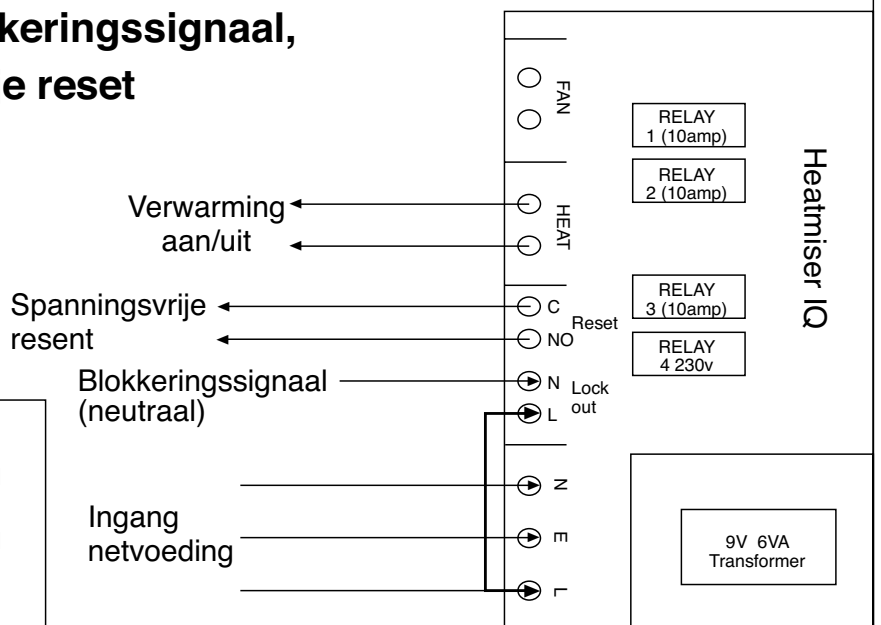 keringssignaal,
e reset
FAN
RELAY
1 (10amp)
RELAY
2 (10amp)
Heatmiser IQ
Verwarming
aan/uit
HEAT
Spanningsvrije
resent
C
NO
Reset
RELAY
3 (10amp)
RELAY
4 230v
Blokkeringssignaal
(neutraal)
N
L
Lock
out
Ingang
netvoeding
N
E
L
9V 6VA
Transformer